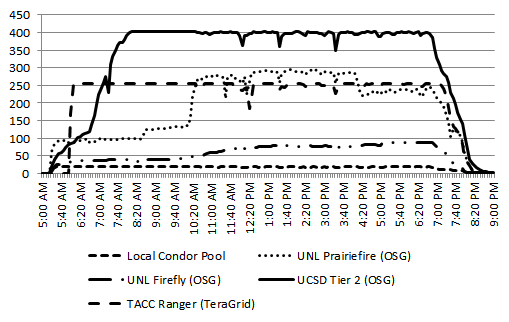 450
400
350
300
250
200
150
100
50
0
5:00 AM
5:40 AM
6:20 AM
7:00 AM
7:40 AM
8:20 AM
9:00 AM
9:40 AM
10:20 AM
11:00 AM
11:40 AM
12:20 PM
1:00 PM
1:40 PM
2:20 PM
3:00 PM
3:40 PM
4:20 PM
5:00 PM
5:40 PM
6:20 PM
7:00 PM
7:40 PM
8:20 PM
9:00 PM
Local Condor Pool
UNL Prairiefire (OSG)
UNL Firefly (OSG)
UCSD Tier 2 (OSG)
TACC Ranger (TeraGrid)